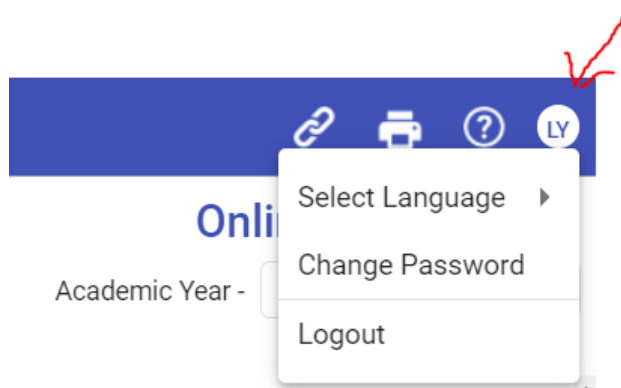 LY
Select Language
Onli
Change Password
Academic Year -
Logout